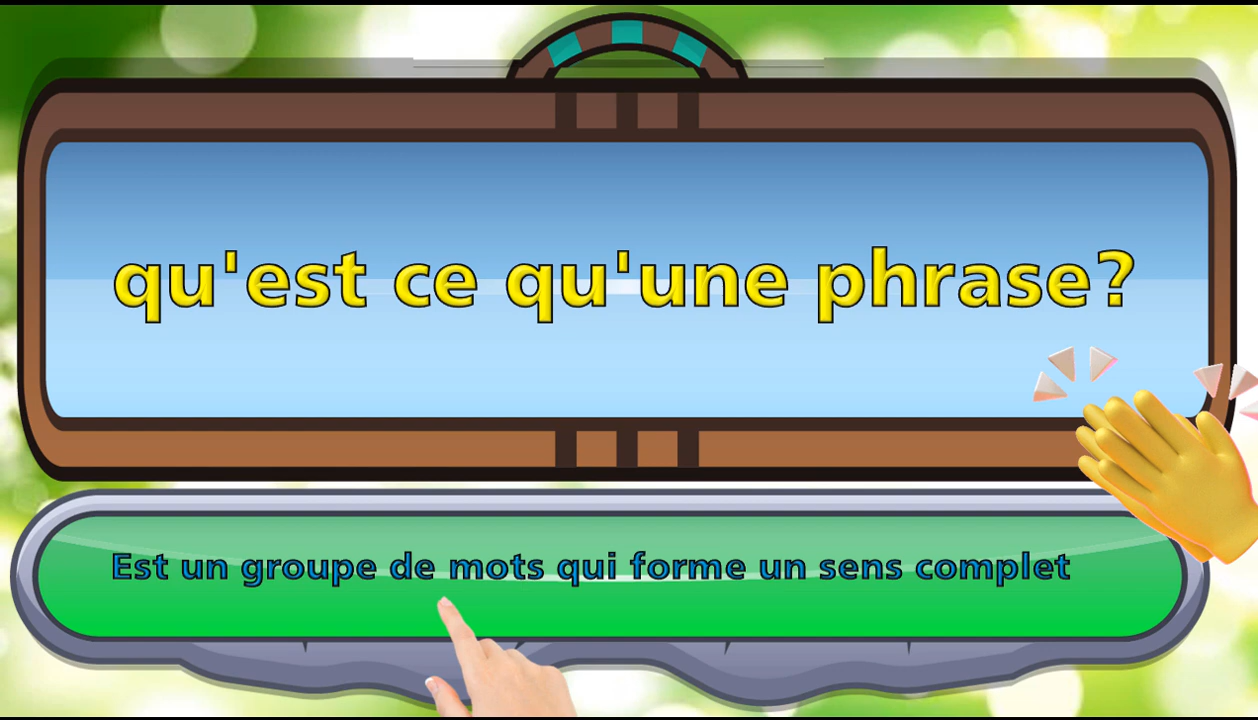 qu'est ce qu'une phrase?
Est un groupe de mots qui forme un sens complet